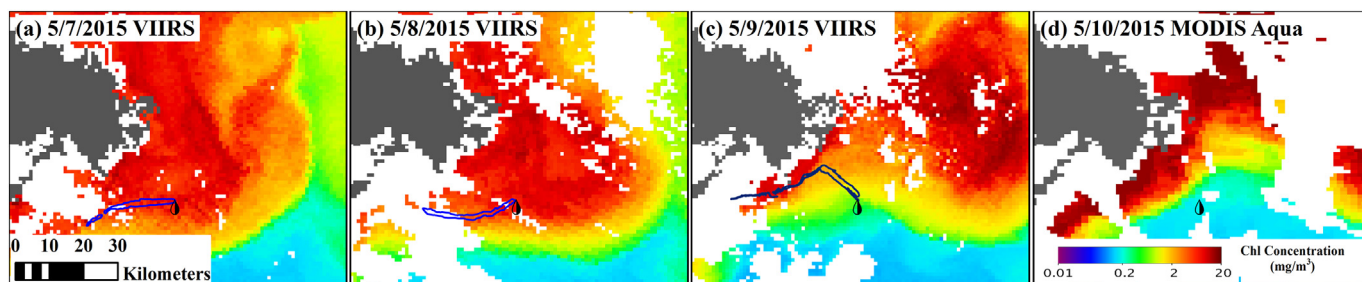 (a) 5/7/2015 VIIRS
(b) 5/8/2015 VIIRS
(c) 5/9/2015 VIIRS
(d) 5/10/2015 MODIS Aqua
0 10 20 30
Kilometers
Chl Concentration
(mg/m³)
0.01 0.2 2 20